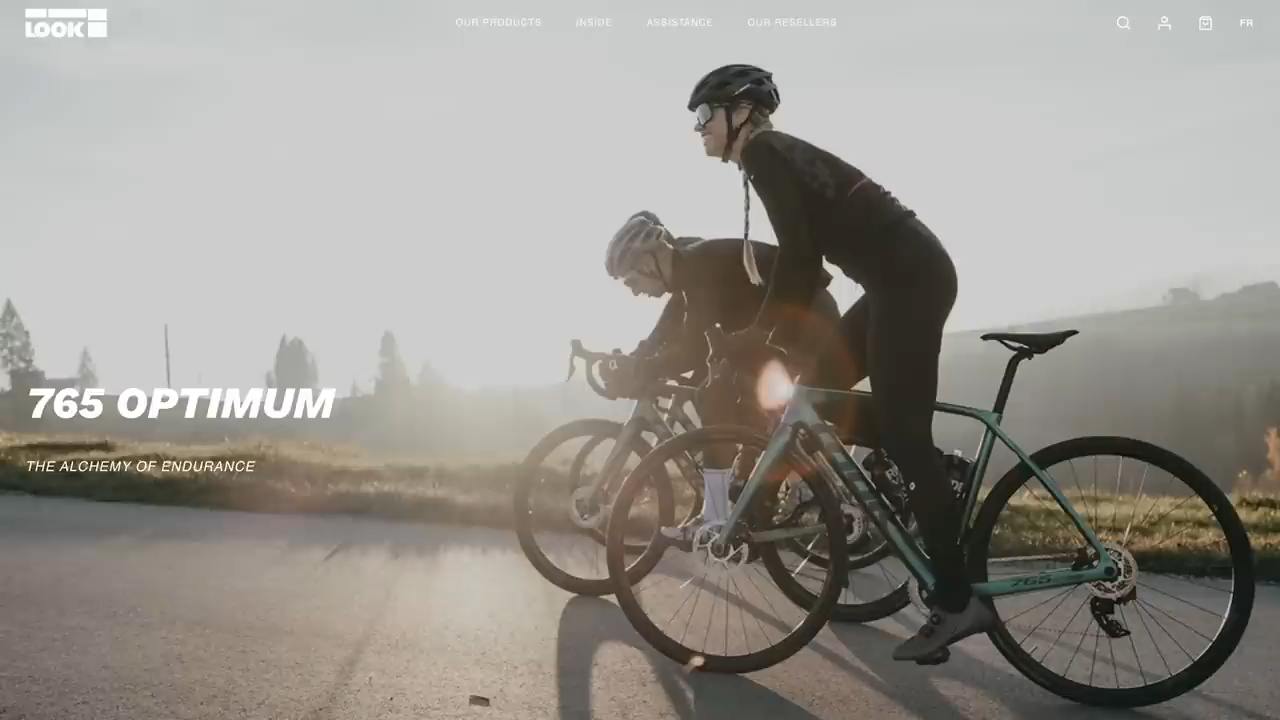 LOOK
OUR PRODUCTS
INSIDE
ASSISTANCE
OUR RESELLERS
FR
765 OPTIMUM
THE ALCHEMY OF ENDURANCE
765